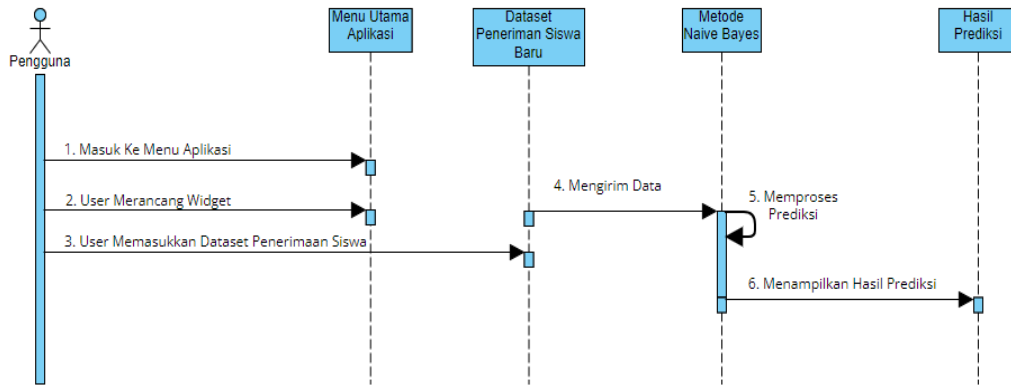 Pengguna
Menu Utama
Aplikasi
Dataset
Peneriman Siswa
Baru
Metode
Naive Bayes
Hasil
Prediksi
1. Masuk Ke Menu Aplikasi
2. User Merancang Widget
3. User Memasukkan Dataset Penerimaan Siswa
4. Mengirim Data
5. Memproses
Prediksi
6. Menampilkan Hasil Prediksi